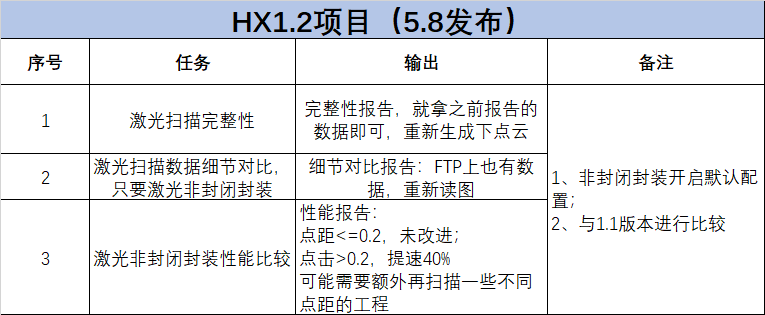 HX1.2项目（5.8发布）
序号 任务 输出 备注
1 激光扫描完整性
完整性报告，就拿之前报告的
数据即可，重新生成下点云
2
激光扫描数据细节对比，
只要激光非封闭封装
细节对比报告：FTP上也有数
据，重新读图
3 激光非封闭封装性能比较
性能报告：
点距<=0.2，未改进；
点击>0.2，提速40%
可能需要额外再扫描一些不同
点距的工程
1、非封闭封装开启默认配
置；
2、与1.1版本进行比较